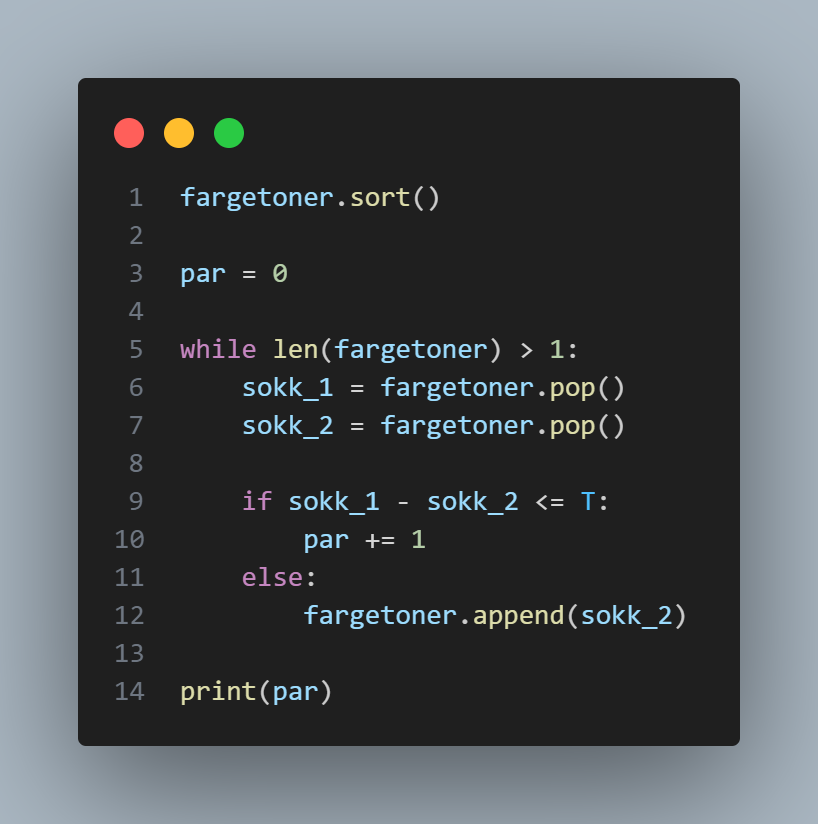 1 fargetoner.sort()
2
3 par = 0
4
5 while len(fargetoner) > 1:
6     sokk_1 = fargetoner.pop()
7     sokk_2 = fargetoner.pop()
8
9     if sokk_1 - sokk_2 <= T:
10         par += 1
11     else:
12         fargetoner.append(sokk_2)
13
14 print(par)